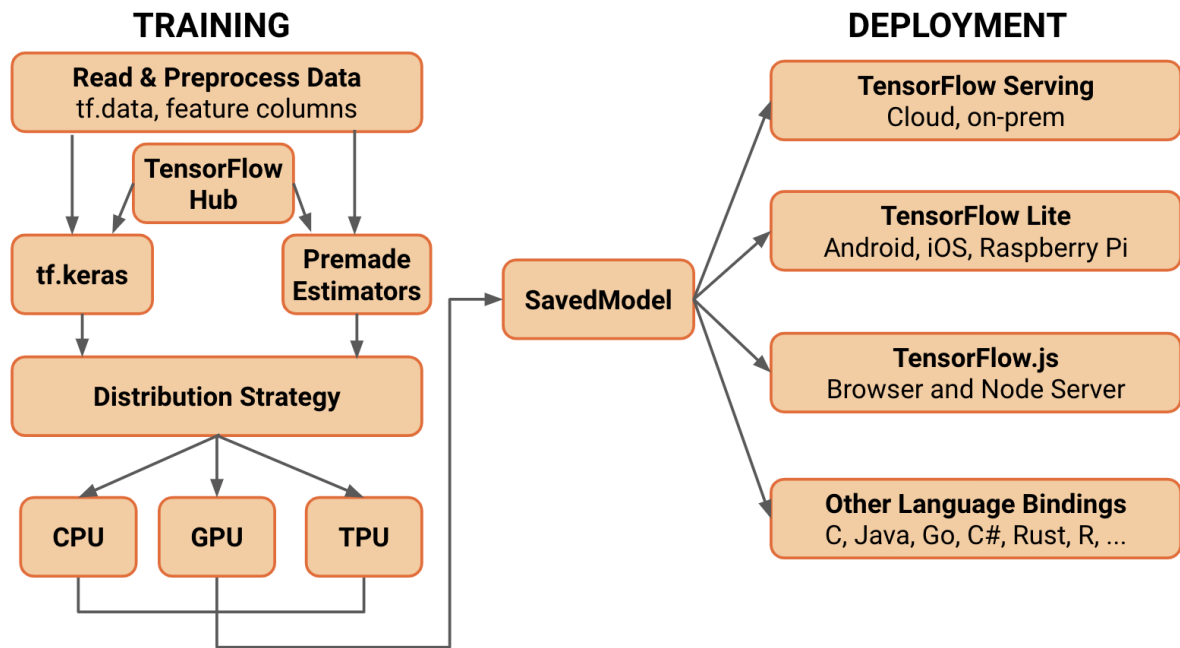 TRAINING
Read & Preprocess Data
tf.data, feature columns
TensorFlow
Hub
tf.keras
Premade
Estimators
Distribution Strategy
CPU
GPU
TPU
SavedModel
DEPLOYMENT
TensorFlow Serving
Cloud, on-prem
TensorFlow Lite
Android, iOS, Raspberry Pi
TensorFlow.js
Browser and Node Server
Other Language Bindings
C, Java, Go, C#, Rust, R, ...